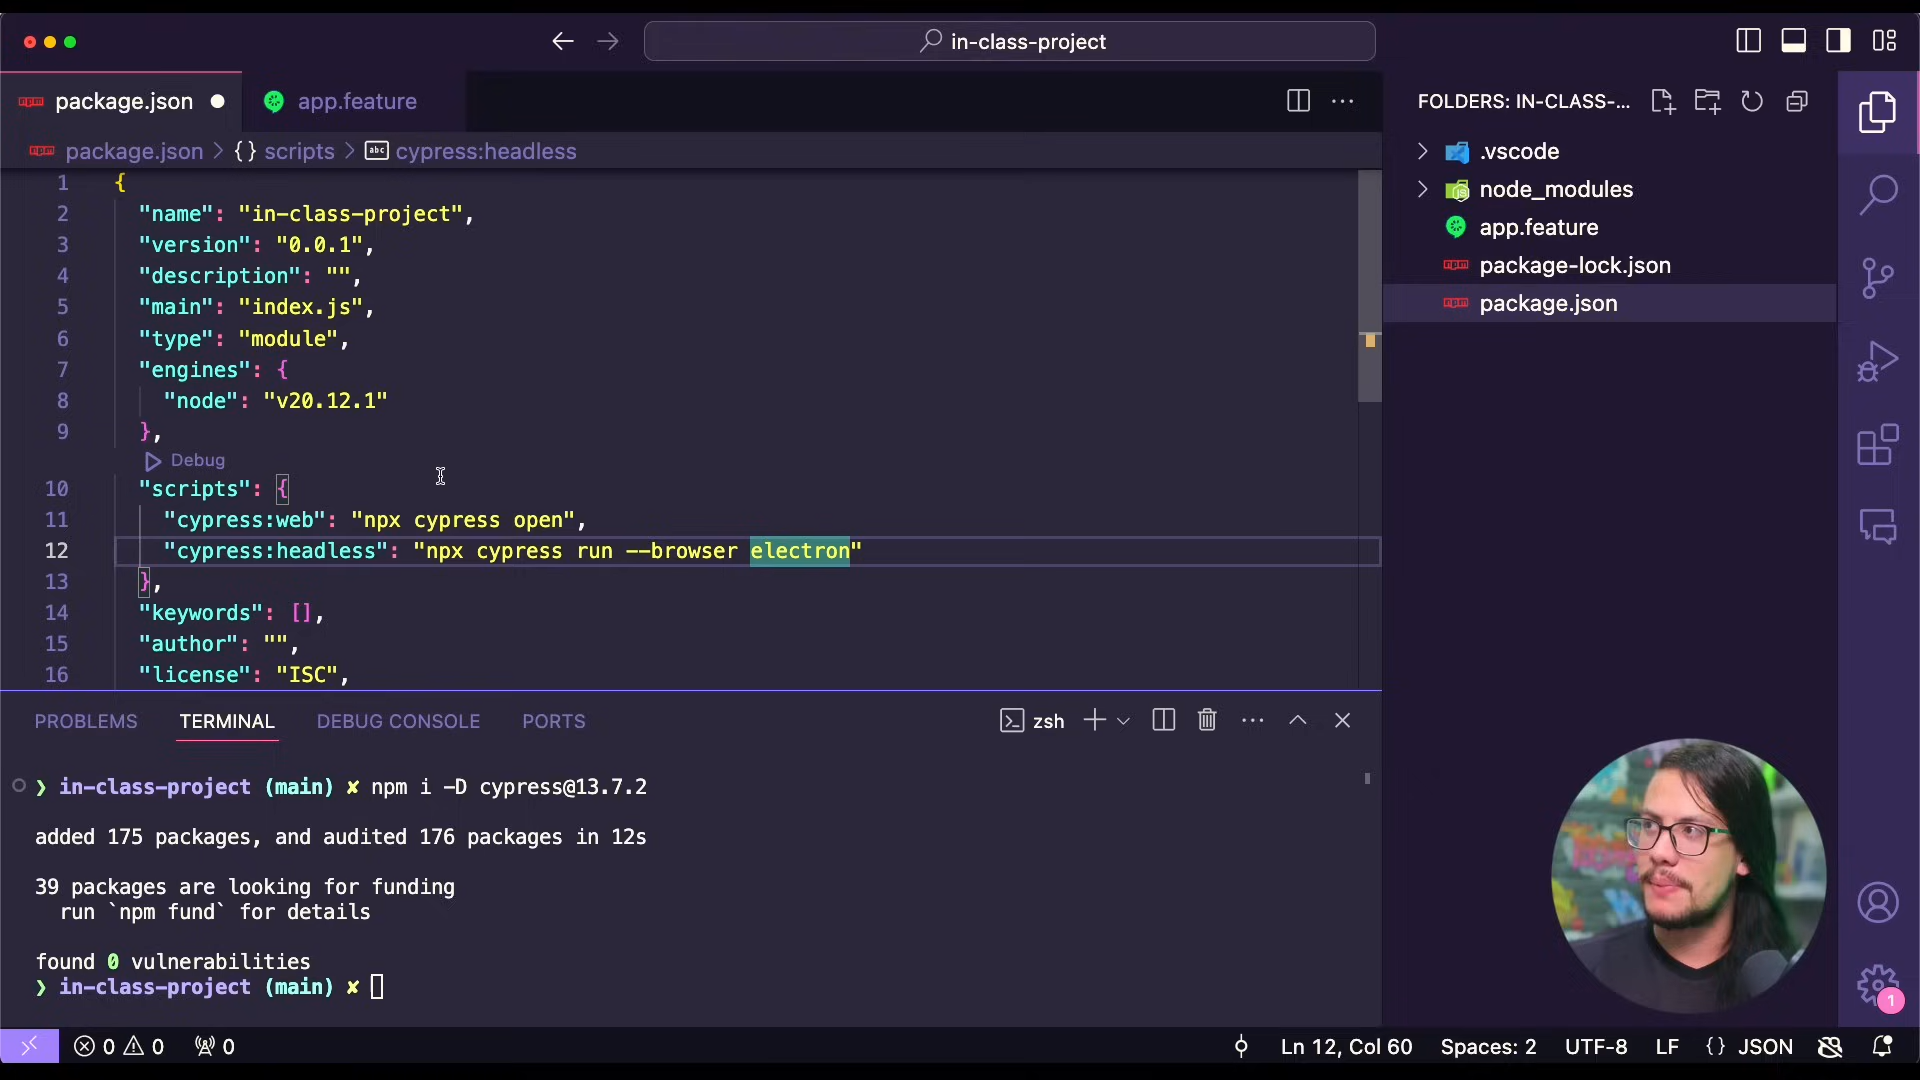 in-class-project
package.json
app.feature
FOLDERS: IN-CLASS-...
package.json > {} scripts > abc cypress:headless
1 {
2 "name": "in-class-project",
3 "version": "0.0.1",
4 "description": "",
5 "main": "index.js",
6 "type": "module",
7 "engines": {
8 "node": "v20.12.1"
9 },
Debug
10 "scripts": {
11 "cypress:web": "npx cypress open",
12 "cypress:headless": "npx cypress run --browser electron"
13 },
14 "keywords": [],
15 "author": "",
16 "license": "ISC",
.vscode
node_modules
app.feature
package-lock.json
package.json
PROBLEMS TERMINAL DEBUG CONSOLE PORTS
zsh
❯ in-class-project (main) ✘ npm i -D cypress@13.7.2
added 175 packages, and audited 176 packages in 12s
39 packages are looking for funding
run `npm fund` for details
found 0 vulnerabilities
❯ in-class-project (main) ✘
1
0 0 0
Ln 12, Col 60 Spaces: 2 UTF-8 LF {} JSON